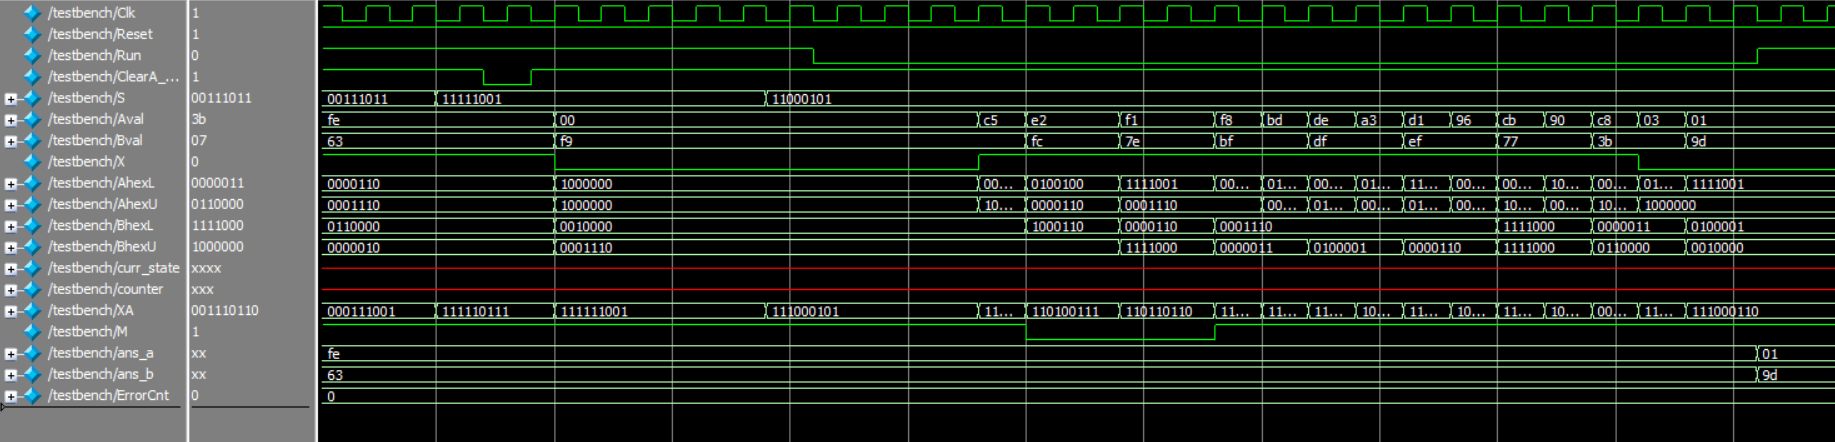 /testbench/Clk 1
/testbench/Reset 1
/testbench/Run 0
/testbench/ClearA_... 1
/testbench/S 00111011 00111011 11111001 11000101
/testbench/Aval 3b fe 00 c5 e2 f1 f8 bd de a3 d1 96 cb 90 c8 03 01
/testbench/Bval 07 63 f9 fc 7e bf df ef 77 3b 9d
/testbench/X 0
/testbench/AhexL 0000011 0000110 1000000 00... 0100100 1111001 00... 01... 00... 01... 11... 00... 00... 10... 00... 01... 1111001
/testbench/AhexU 0110000 0001110 1000000 10... 0000110 0001110 00... 01... 00... 01... 00... 10... 00... 10... 1000000
/testbench/BhexL 1111000 0110000 0010000 1000110 0000110 0001110 1111000 0000011 0100001
/testbench/BhexU 1000000 0000010 0001110 1111000 0000011 0100001 0000110 1111000 0110000 0010000
/testbench/curr_state xxxx
/testbench/counter xxx
/testbench/XA 001110110 000111001 111110111 111111001 111000101 11... 110100111 110110110 11... 11... 11... 10... 11... 10... 11... 10... 00... 11... 111000110
/testbench/M 1
/testbench/ans_a xx fe 01
/testbench/ans_b xx 63 9d
/testbench/ErrorCnt 0 0